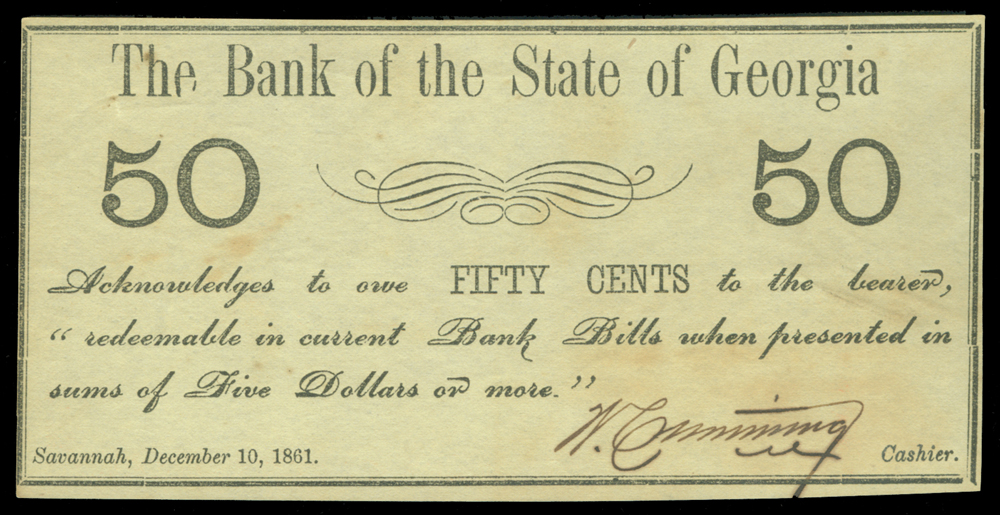 The Bank of the State of Georgia
50 50
Acknowledges to owe FIFTY CENTS to the bearer,
“ redeemable in current Bank Bills when presented in
sums of Five Dollars or more.”
W. Cumming
Savannah, December 10, 1861. Cashier.